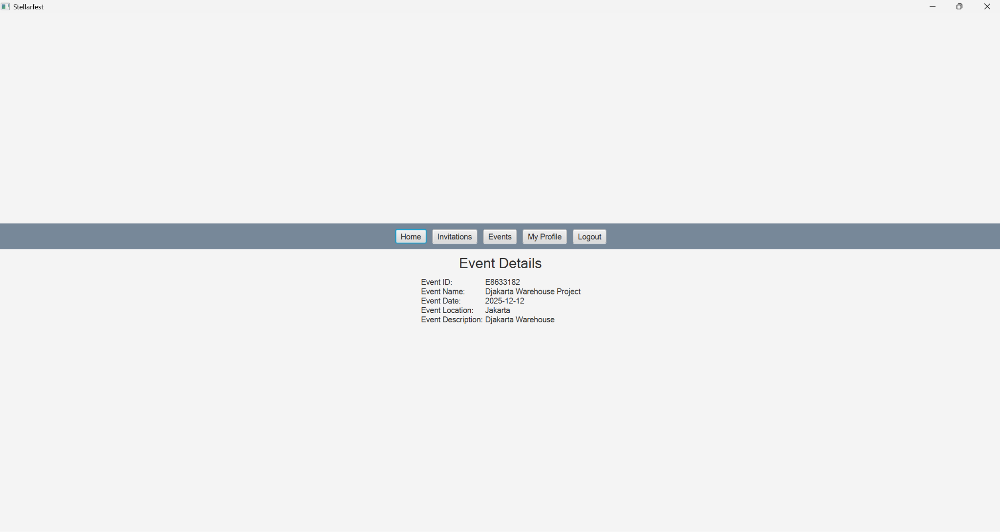 Stellarfest
Home Invitations Events My Profile Logout
Event Details
Event ID: E8633182
Event Name: Djakarta Warehouse Project
Event Date: 2025-12-12
Event Location: Jakarta
Event Description: Djakarta Warehouse